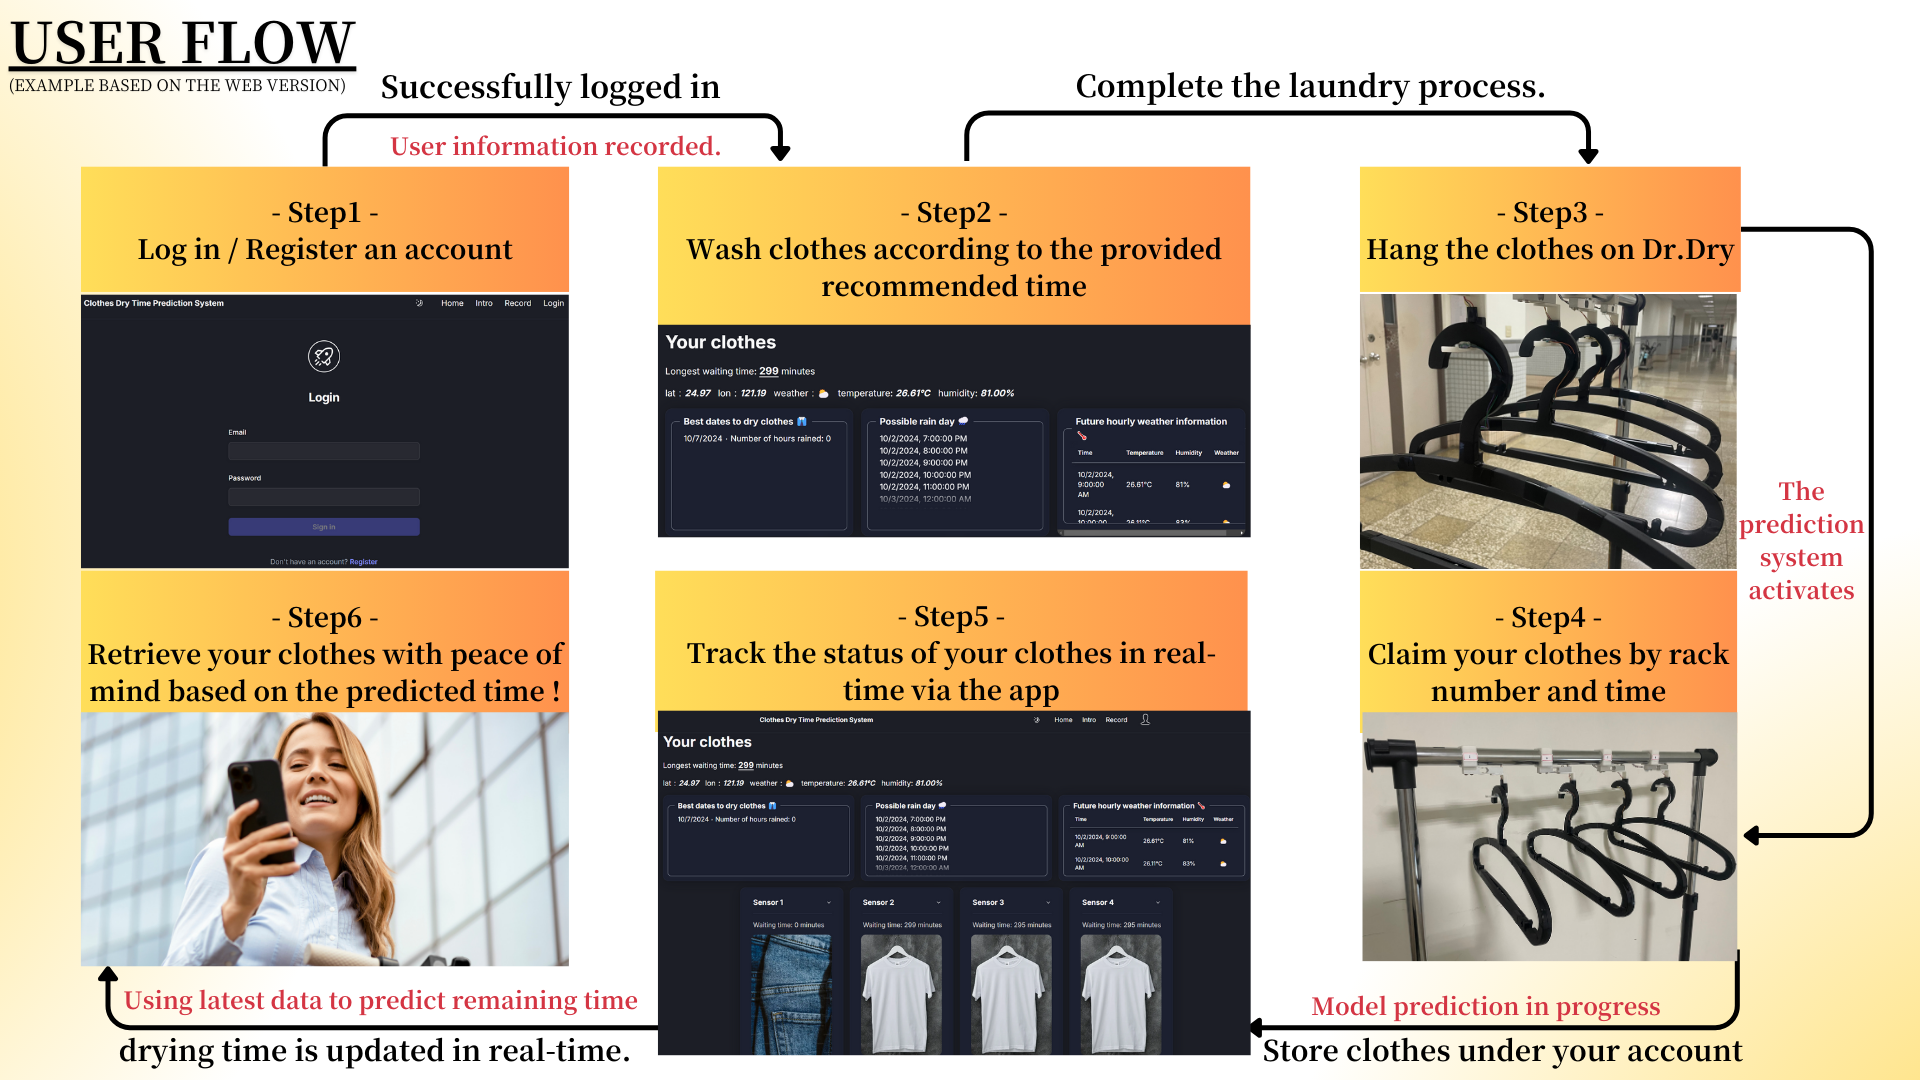 USER FLOW
(EXAMPLE BASED ON THE WEB VERSION)
Successfully logged in
User information recorded.
Complete the laundry process.
- Step1 -
Log in / Register an account
Clothes Dry Time Prediction System
Home Intro Record Login
Login
Email
Password
Sign in
Don't have an account? Register
- Step2 -
Wash clothes according to the provided
recommended time
Your clothes
Longest waiting time: 299 minutes
lat : 24.97 lon : 121.19 weather : temperature: 26.61°C humidity: 81.00%
Best dates to dry clothes
10/7/2024 - Number of hours rained: 0
Possible rain day
10/2/2024, 7:00:00 PM
10/2/2024, 8:00:00 PM
10/2/2024, 9:00:00 PM
10/2/2024, 10:00:00 PM
10/2/2024, 11:00:00 PM
10/3/2024, 12:00:00 AM
Future hourly weather information
Time Temperature Humidity Weather
10/2/2024,
9:00:00
AM
26.61°C 81%
10/2/2024,
10:00:00
26.11°C 83%
- Step3 -
Hang the clothes on Dr.Dry
The
prediction
system
activates
- Step4 -
Claim your clothes by rack
number and time
Model prediction in progress
Store clothes under your account
- Step5 -
Track the status of your clothes in real-
time via the app
Clothes Dry Time Prediction System
Home Intro Record
Your clothes
Longest waiting time: 299 minutes
lat : 24.97 lon : 121.19 weather : temperature: 26.61°C humidity: 81.00%
Best dates to dry clothes
10/7/2024 - Number of hours rained: 0
Possible rain day
10/2/2024, 7:00:00 PM
10/2/2024, 8:00:00 PM
10/2/2024, 9:00:00 PM
10/2/2024, 10:00:00 PM
10/2/2024, 11:00:00 PM
10/3/2024, 12:00:00 AM
Future hourly weather information
Time Temperature Humidity Weather
10/2/2024, 9:00:00
AM
26.61°C 81%
10/2/2024, 10:00:00
AM
26.11°C 83%
Sensor 1
Waiting time: 0 minutes
Sensor 2
Waiting time: 299 minutes
Sensor 3
Waiting time: 295 minutes
Sensor 4
Waiting time: 295 minutes
- Step6 -
Retrieve your clothes with peace of
mind based on the predicted time !
Using latest data to predict remaining time
drying time is updated in real-time.